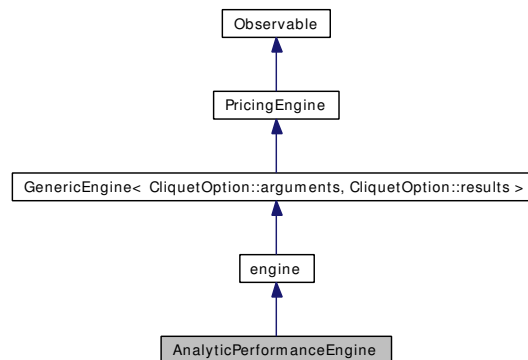 Observable
PricingEngine
GenericEngine< CliquetOption::arguments, CliquetOption::results >
engine
AnalyticPerformanceEngine